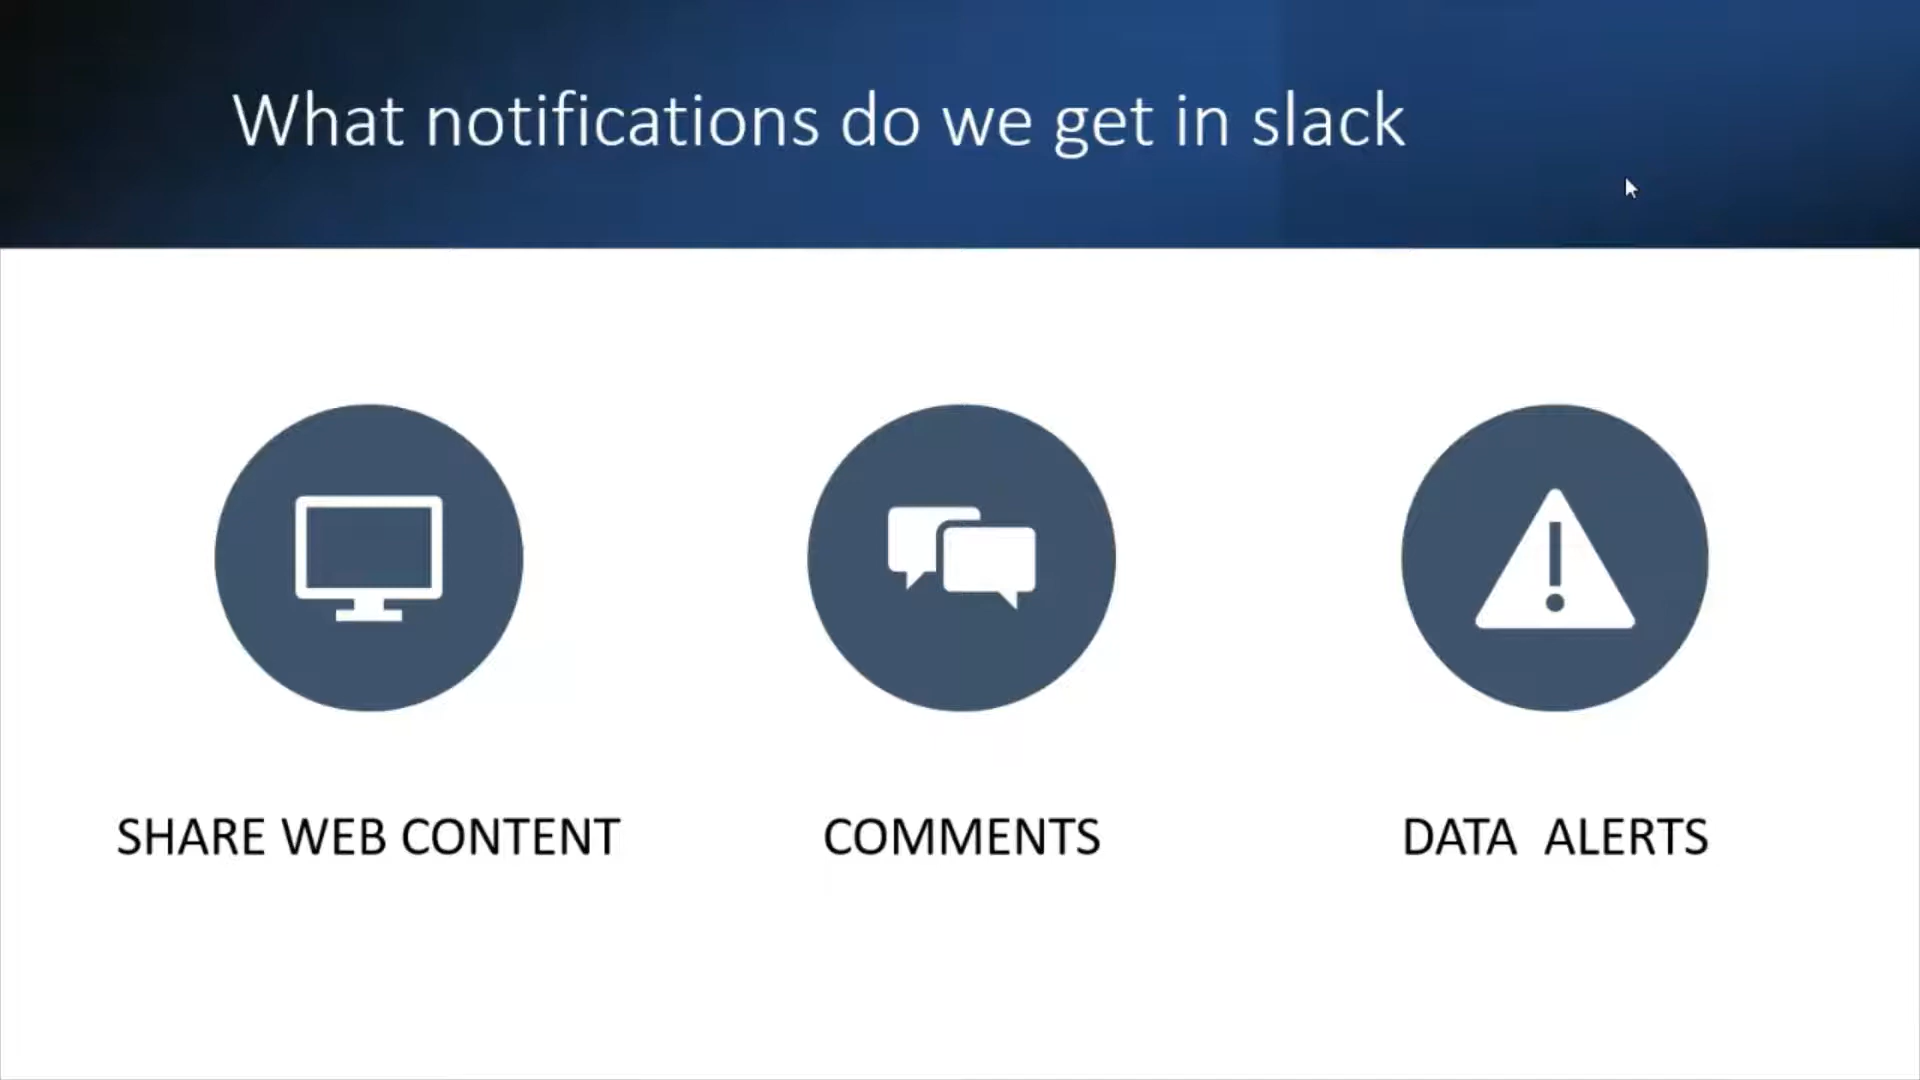 What notifications do we get in slack
SHARE WEB CONTENT
COMMENTS
DATA ALERTS